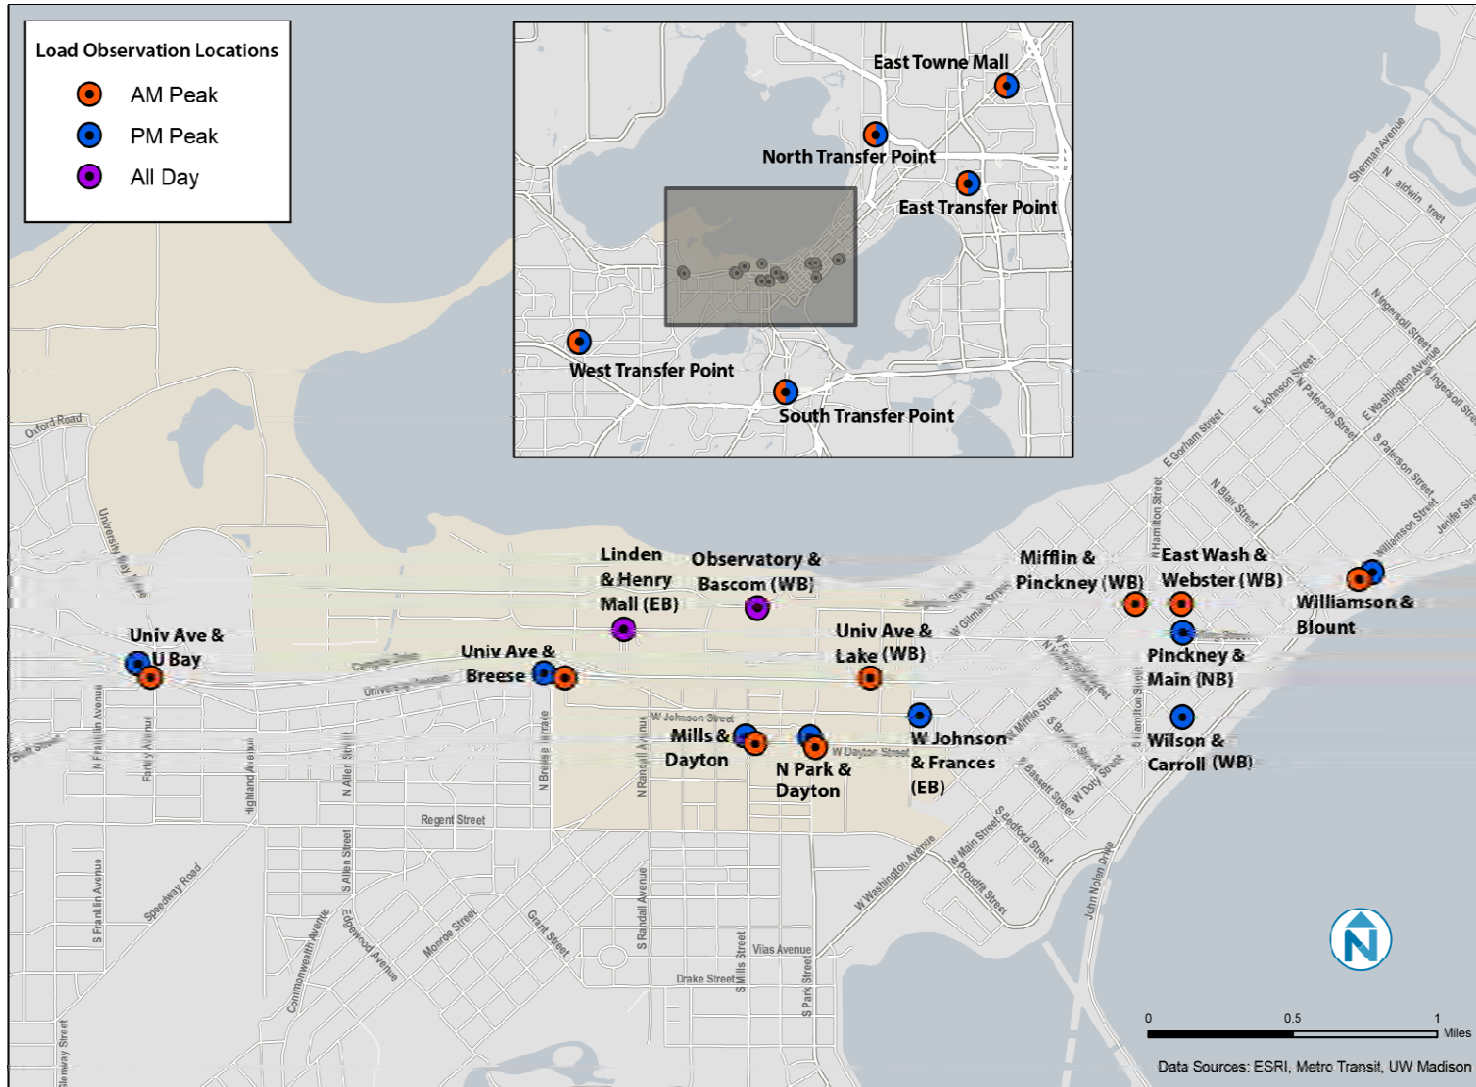 Load Observation Locations
AM Peak
PM Peak
All Day
East Towne Mall
North Transfer Point
East Transfer Point
West Transfer Point
South Transfer Point
Sherman Avenue
N Ingersoll Street
S Ingersoll
E Washington Avenue
E Johnson Street
N Paterson Street
S Paterson Street
E Gorham Street
N Blair Street
N Hamilton Street
Williamson Street
Jenifer
Oxford Road
Linden
& Henry
Mall (EB)
Observatory &
Bascom (WB)
Mifflin &
Pinckney (WB)
East Wash &
Webster (WB)
Williamson &
Blount
Univ Ave &
U Bay
Univ Ave &
Breese
Univ Ave &
Lake (WB)
W Gilman Street
Pinckney &
Main (NB)
W Johnson Street
Mills &
Dayton
N Park &
Dayton
W Dayton Street
W Johnson
& Frances
(EB)
Wilson &
Carroll (WB)
W Mifflin Street
S Hamilton Street
N Franklin Avenue
Farley Avenue
Highland Avenue
N Allen Street
N Breese Terrace
N Randall Avenue
W Doty Street
S Bedford Street
W Main Street
Proudfit Street
W Washington Avenue
John Nolen Drive
Regent Street
S Franklin Avenue
Speedway Road
S Allen Street
Commonwealth Avenue
Edgewood Avenue
Monroe Street
Grant Street
S Randall Avenue
S Mills Street
Vilas Avenue
Drake Street
S Park Street
Glenway Street
N
0 0.5 1
Miles
Data Sources: ESRI, Metro Transit, UW Madison